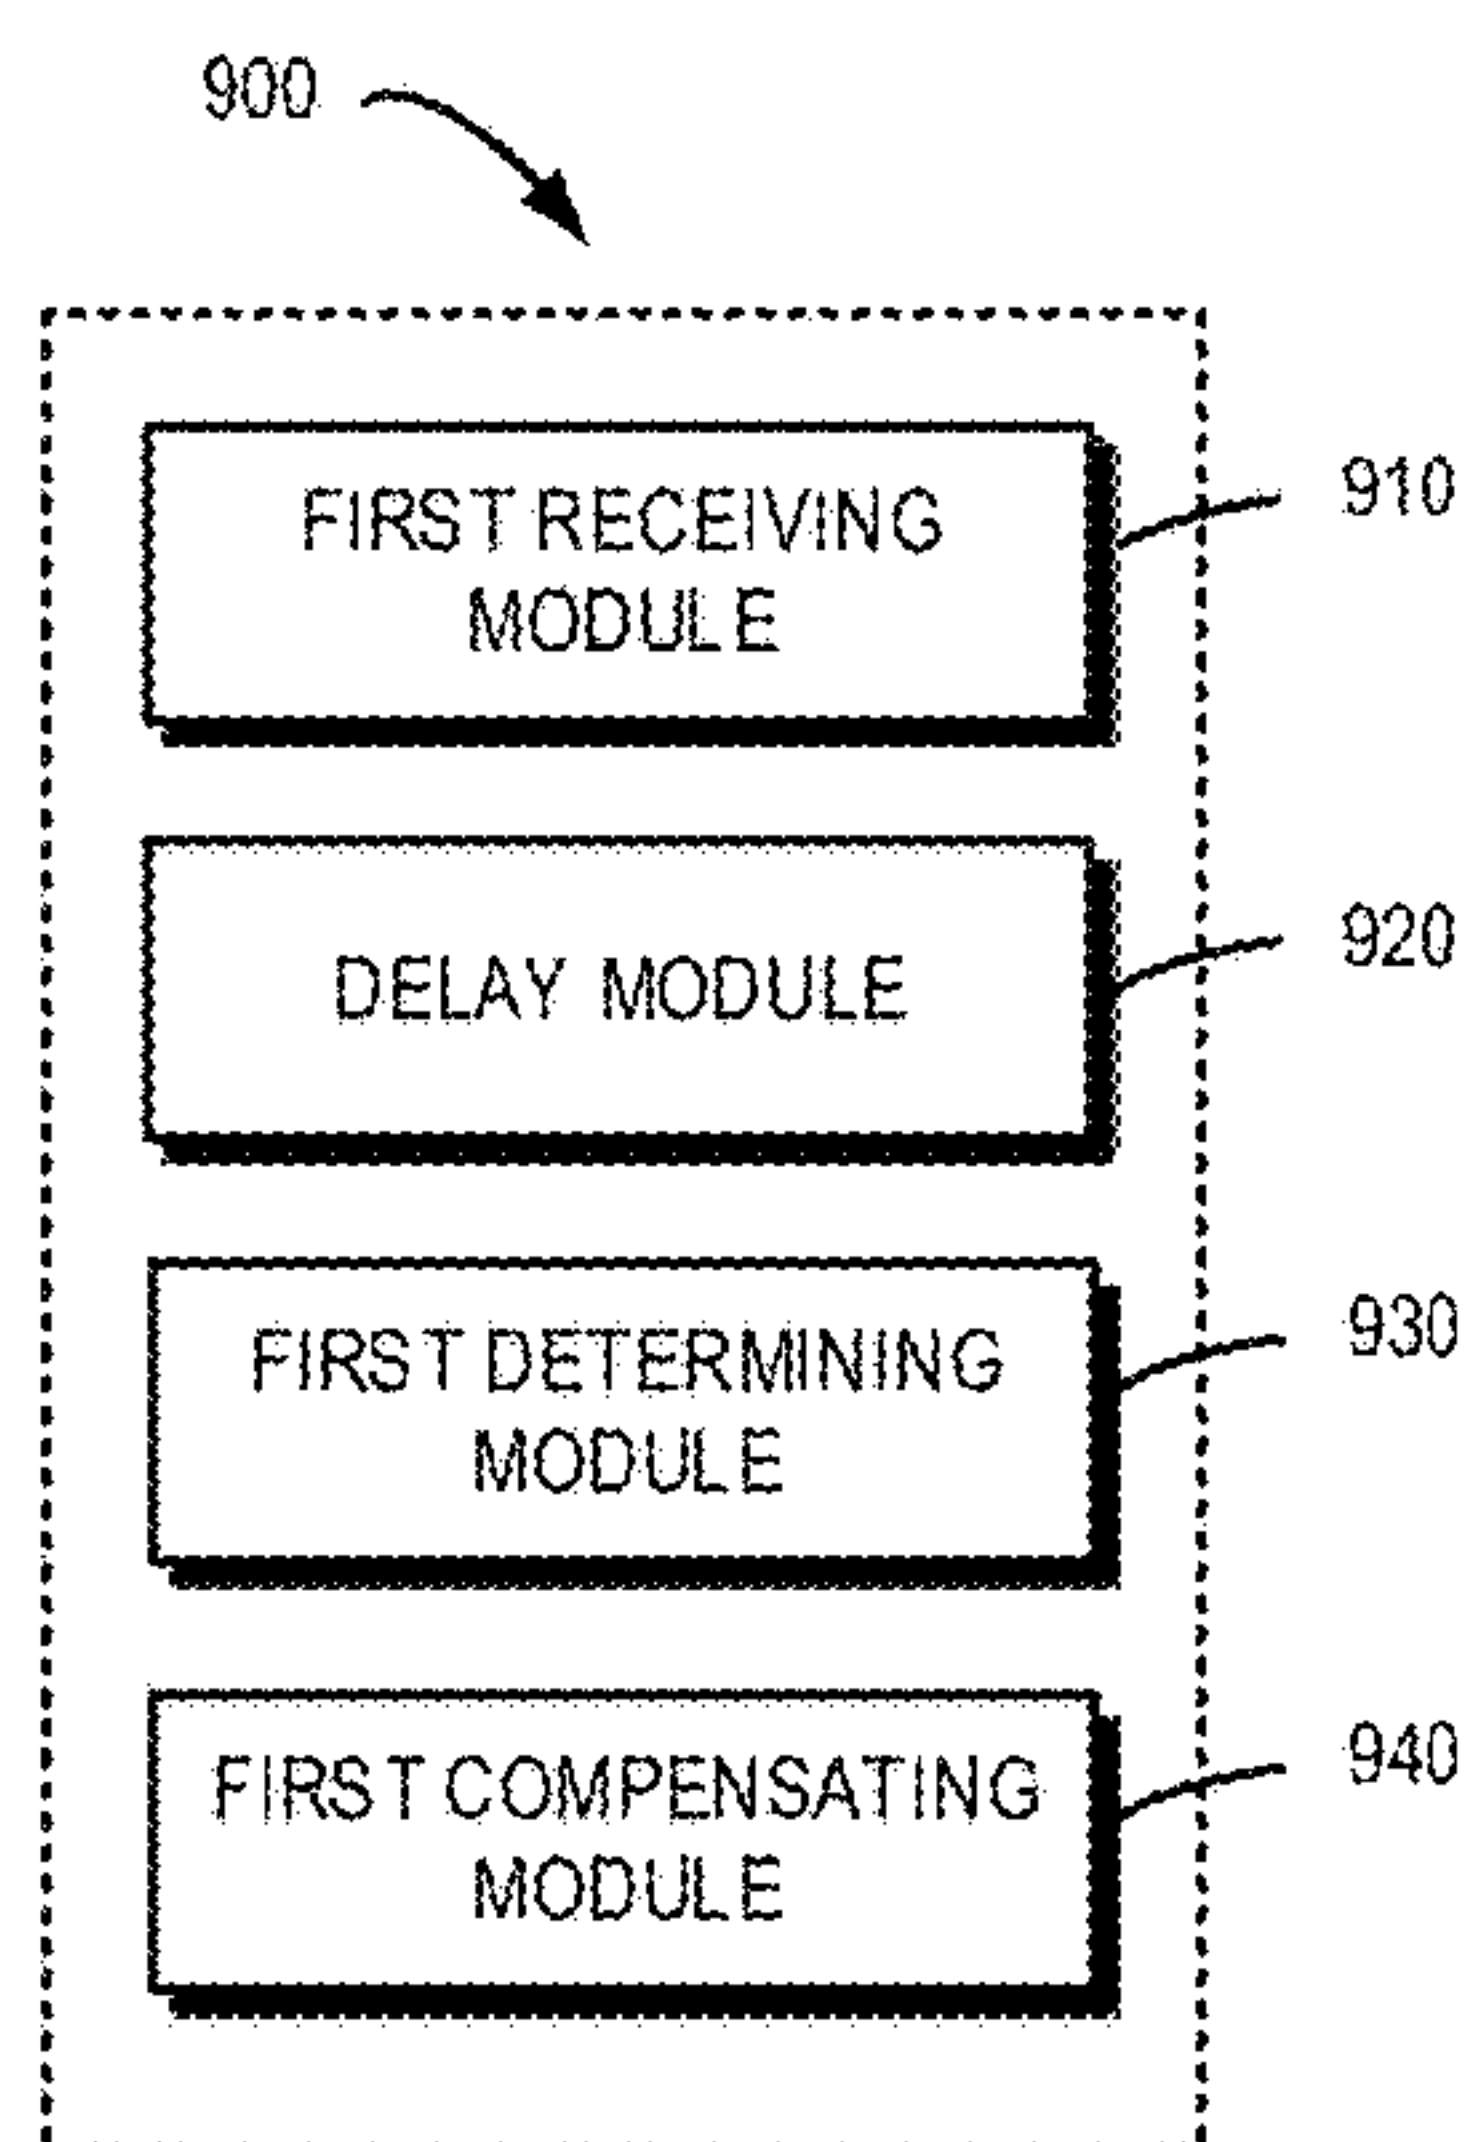 900
FIRST RECEIVING
MODULE
910
DELAY MODULE
920
FIRST DETERMINING
MODULE
930
FIRST COMPENSATING
MODULE
940